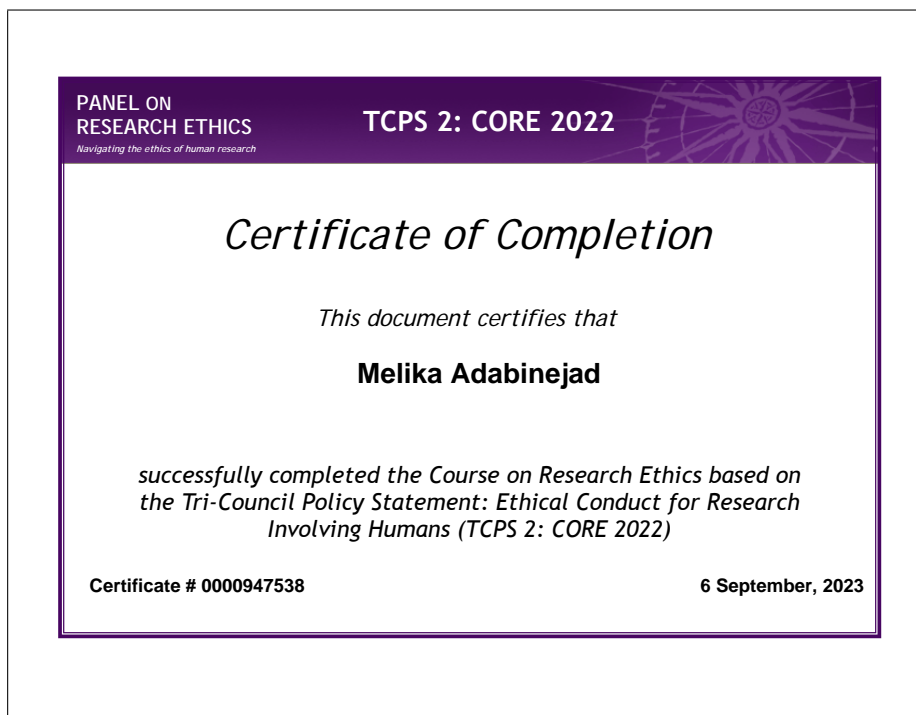 PANEL ON
RESEARCH ETHICS
Navigating the ethics of human research
TCPS 2: CORE 2022
Certificate of Completion
This document certifies that
Melika Adabinejad
successfully completed the Course on Research Ethics based on
the Tri-Council Policy Statement: Ethical Conduct for Research
Involving Humans (TCPS 2: CORE 2022)
Certificate # 0000947538
6 September, 2023